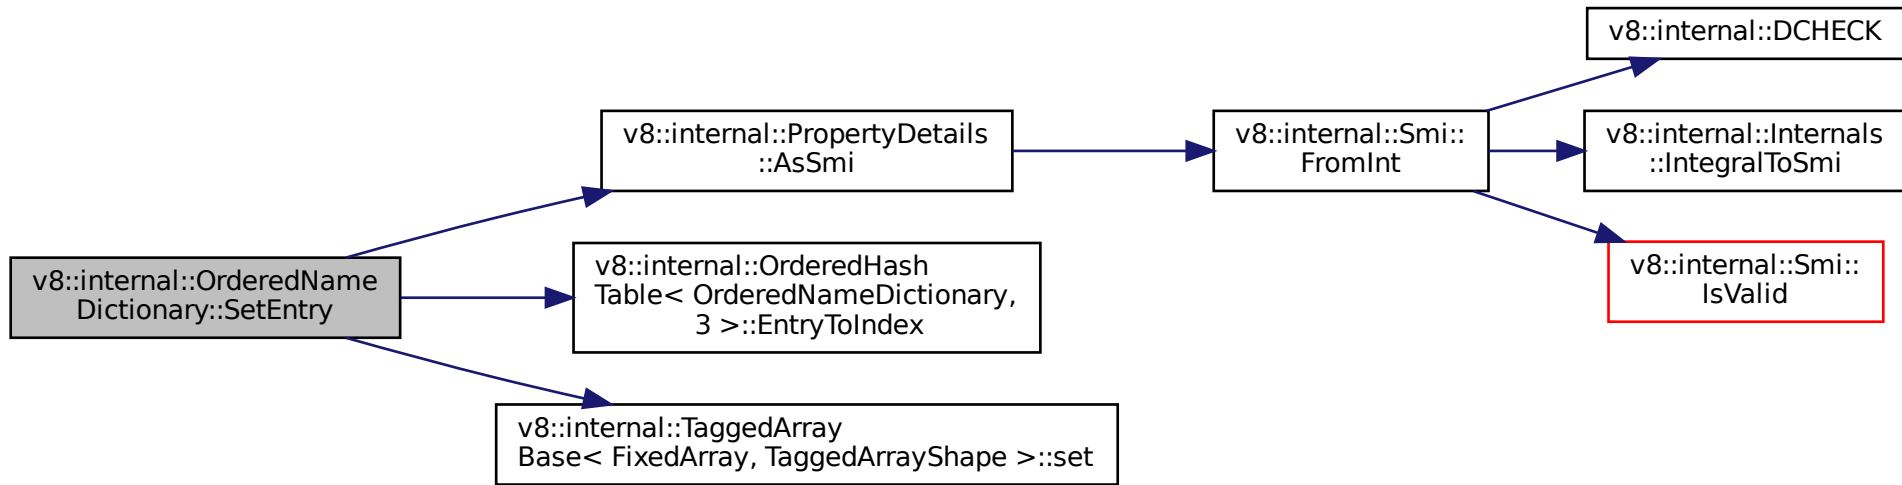 v8::internal::OrderedName
Dictionary::SetEntry
v8::internal::PropertyDetails
::AsSmi
v8::internal::OrderedHash
Table< OrderedNameDictionary,
3 >::EntryToIndex
v8::internal::TaggedArray
Base< FixedArray, TaggedArrayShape >::set
v8::internal::Smi::
FromInt
v8::internal::DCHECK
v8::internal::Internals
::IntegralToSmi
v8::internal::Smi::
IsValid